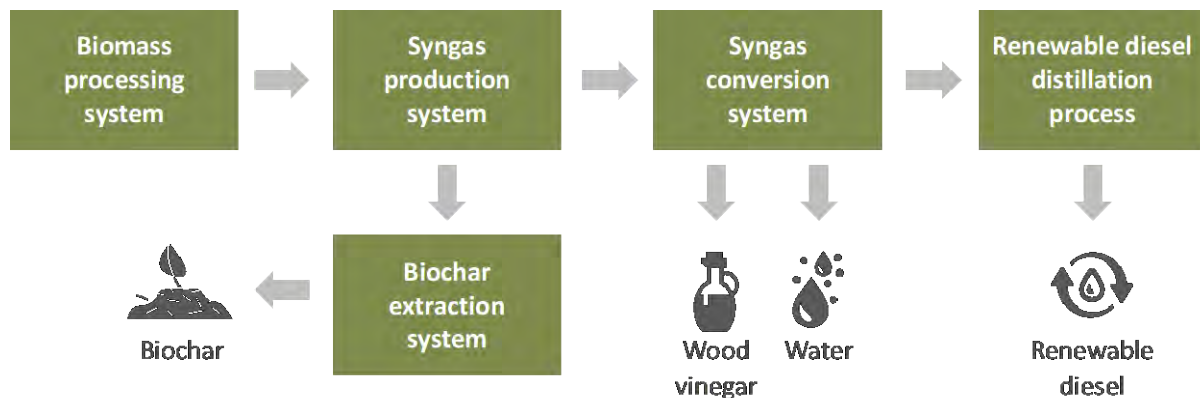 Biomass
processing
system
Syngas
production
system
Syngas
conversion
system
Renewable diesel
distillation
process
Biochar
extraction
system
Biochar
Wood
vinegar
Water
Renewable
diesel